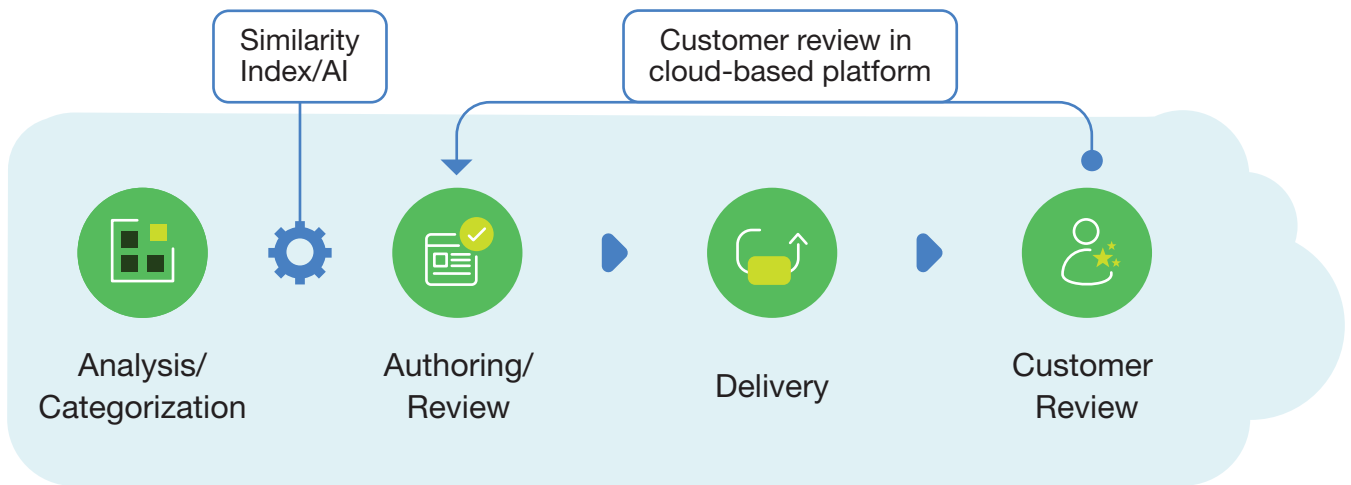 Similarity
Index/AI
Customer review in
cloud-based platform
Analysis/
Categorization
Authoring/
Review
Delivery
Customer
Review